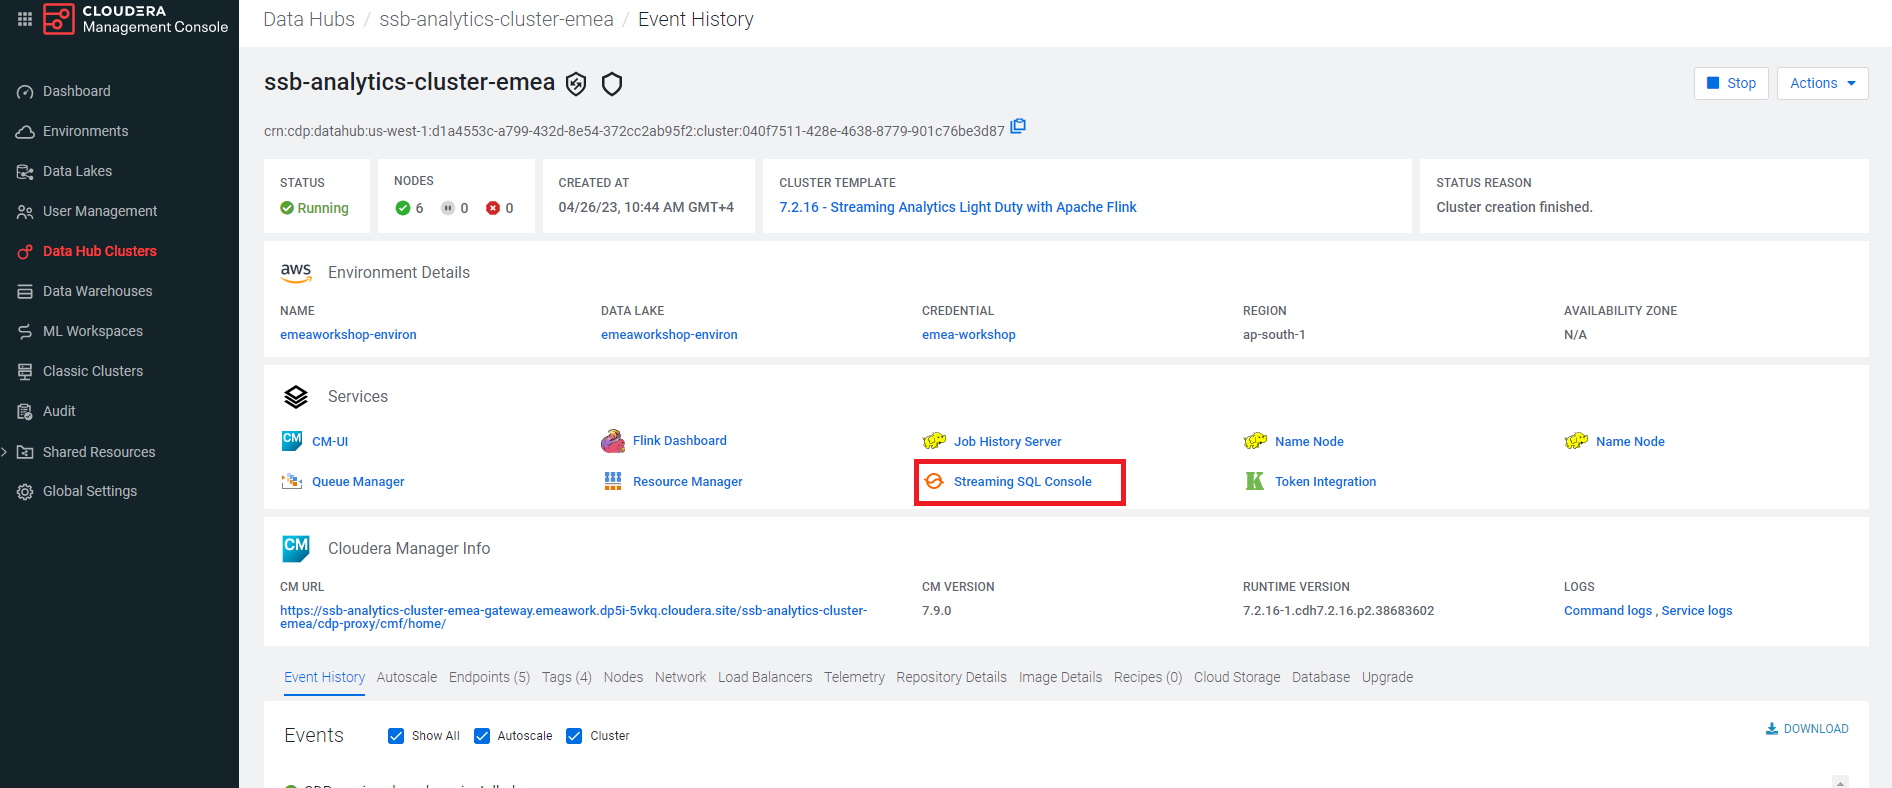 CLOUDERA
Management Console
Dashboard
Environments
Data Lakes
User Management
Data Hub Clusters
Data Warehouses
ML Workspaces
Classic Clusters
Audit
Shared Resources
Global Settings
Data Hubs / ssb-analytics-cluster-emea / Event History
ssb-analytics-cluster-emea
Stop
Actions
crn:cdp:datahub:us-west-1:d1a4553c-a799-432d-8e54-372cc2ab95f2:cluster:040f7511-428e-4638-8779-901c76be3d87
STATUS
Running
NODES
6 0 0
CREATED AT
04/26/23, 10:44 AM GMT+4
CLUSTER TEMPLATE
7.2.16 - Streaming Analytics Light Duty with Apache Flink
STATUS REASON
Cluster creation finished.
aws Environment Details
NAME DATA LAKE CREDENTIAL REGION AVAILABILITY ZONE
emeaworkshop-environ emeaworkshop-environ emea-workshop ap-south-1 N/A
Services
CM CM-UI Flink Dashboard Job History Server Name Node Name Node
Queue Manager Resource Manager Streaming SQL Console Token Integration
CM Cloudera Manager Info
CM URL
https://ssb-analytics-cluster-emea-gateway.emeawork.dp5i-5vkq.cloudera.site/ssb-analytics-cluster-
emea/cdp-proxy/cmf/home/
CM VERSION
7.9.0
RUNTIME VERSION
7.2.16-1.cdh7.2.16.p2.38683602
LOGS
Command logs , Service logs
Event History Autoscale Endpoints (5) Tags (4) Nodes Network Load Balancers Telemetry Repository Details Image Details Recipes (0) Cloud Storage Database Upgrade
Events Show All Autoscale Cluster DOWNLOAD